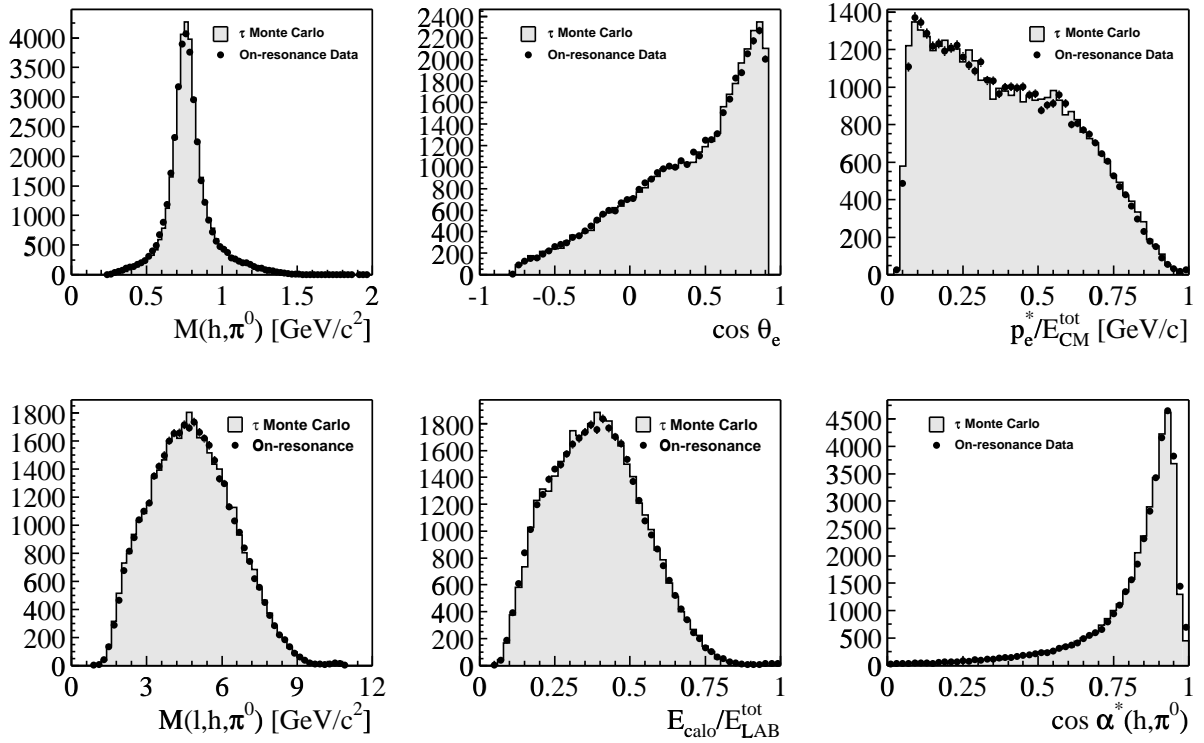 4000
3500
3000
2500
2000
1500
1000
500
0
τ Monte Carlo
On-resonance Data
0 0.5 1 1.5 2
M(h,π⁰) [GeV/c²]
2400
2200
2000
1800
1600
1400
1200
1000
800
600
400
200
0
τ Monte Carlo
On-resonance Data
-1 -0.5 0 0.5 1
cos θₑ
1400
1200
1000
800
600
400
200
0
τ Monte Carlo
On-resonance Data
0 0.25 0.5 0.75 1
pₑ*/E_CM^tot [GeV/c]
1800
1600
1400
1200
1000
800
600
400
200
0
τ Monte Carlo
On-resonance
0 3 6 9 12
M(l,h,π⁰) [GeV/c²]
1800
1600
1400
1200
1000
800
600
400
200
0
τ Monte Carlo
On-resonance
0 0.25 0.5 0.75 1
E_calo/E_LAB^tot
4500
4000
3500
3000
2500
2000
1500
1000
500
0
τ Monte Carlo
On-resonance Data
0 0.25 0.5 0.75 1
cos α*(h,π⁰)